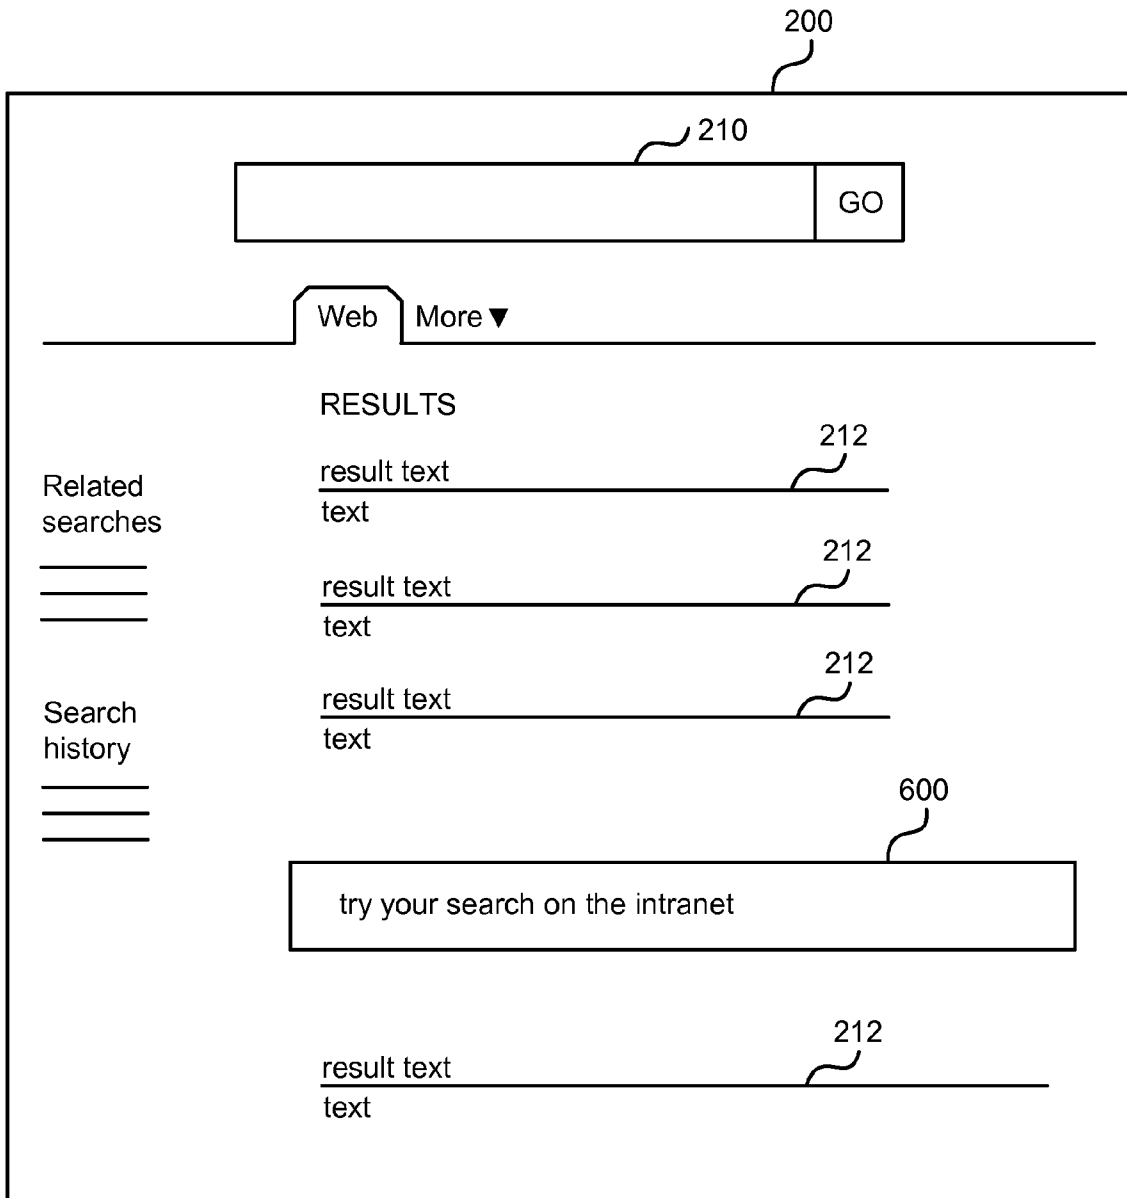 200
210
GO
Web More ▼
RESULTS
212
result text
text
Related
searches
212
result text
text
212
result text
text
Search
history
600
try your search on the intranet
212
result text
text